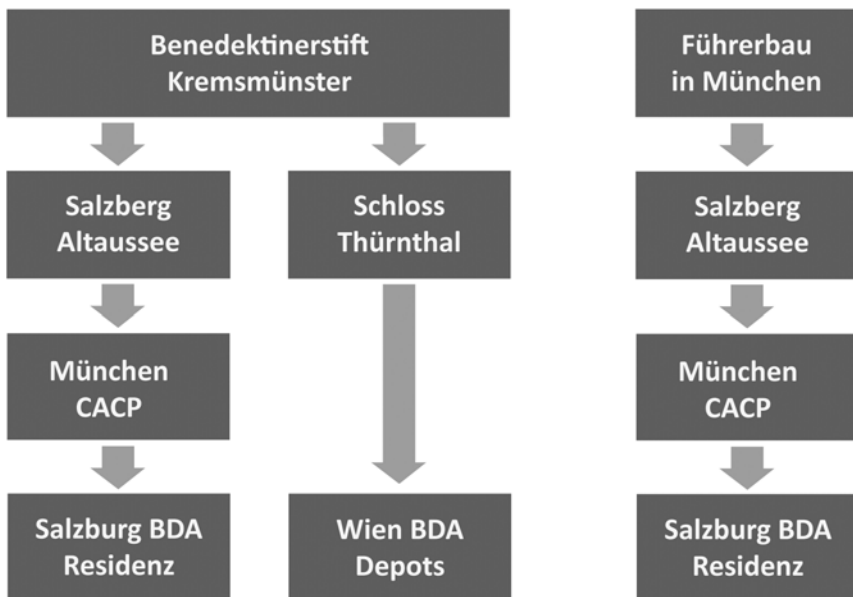 Benedektinerstift
Kremsmünster
Führerbau
in München
Salzberg
Altaussee
Schloss
Thürnthal
Salzberg
Altaussee
München
CACP
München
CACP
Salzburg BDA
Residenz
Wien BDA
Depots
Salzburg BDA
Residenz